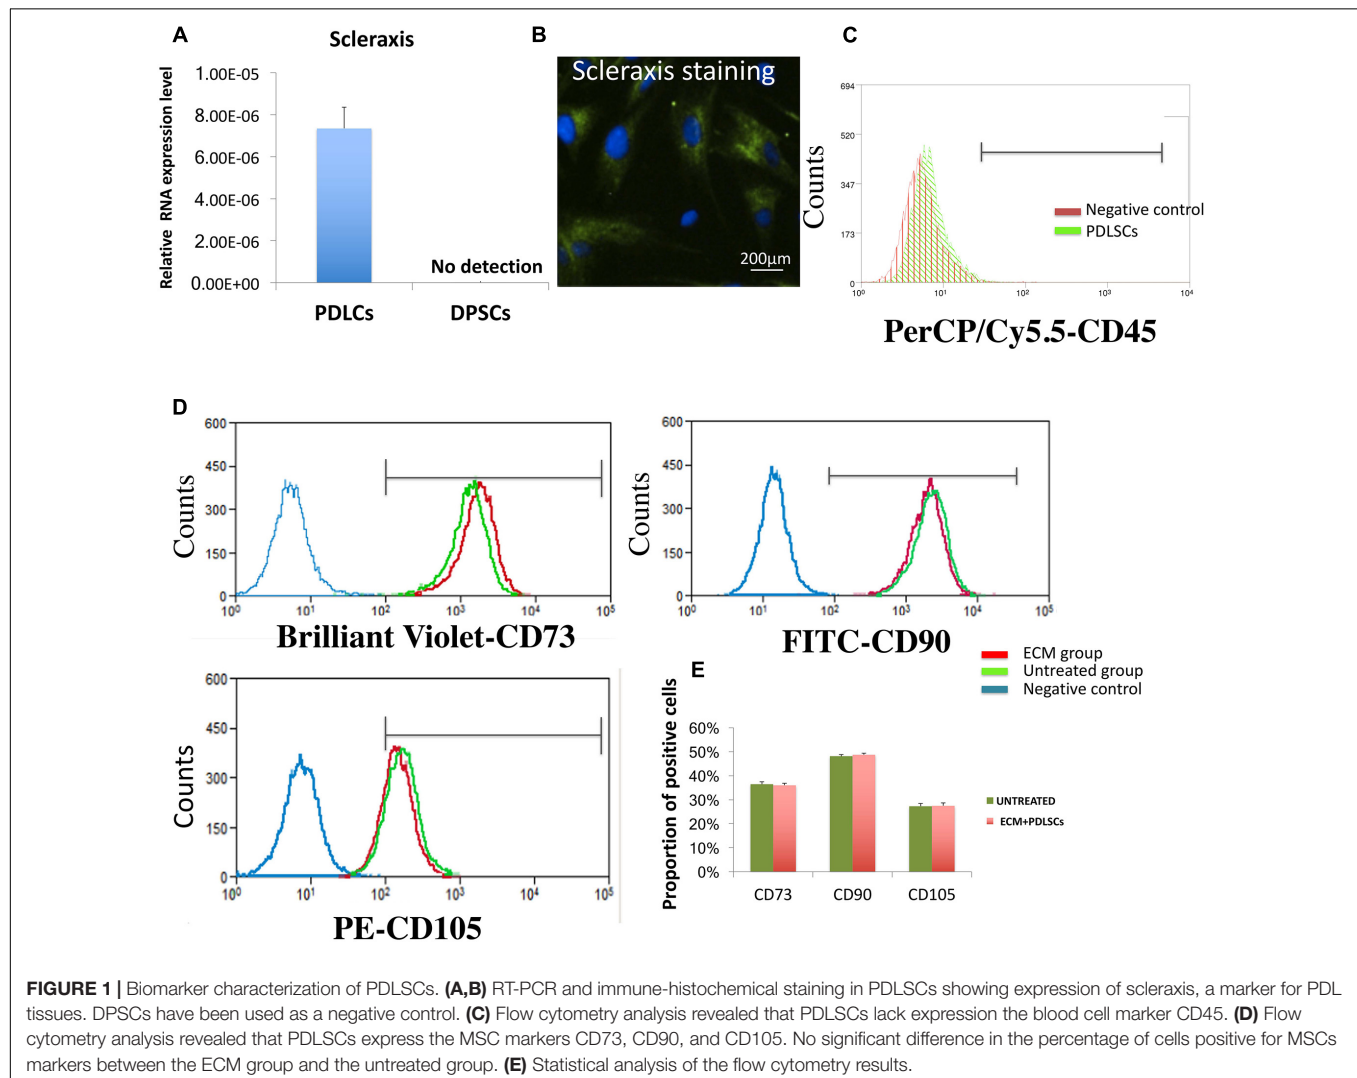 A
Scleraxis
Relative RNA expression level
1.00E-05
8.00E-06
6.00E-06
4.00E-06
2.00E-06
0.00E+00
No detection
PDLCs
DPSCs
B
Scleraxis staining
200µm
C
Counts
694
520
347
173
0
10⁰
10¹
10²
10³
10⁴
Negative control
PDLSCs
PerCP/Cy5.5-CD45
D
Counts
600
450
300
150
0
10⁰
10¹
10²
10³
10⁴
10⁵
Brilliant Violet-CD73
Counts
600
450
300
150
0
10¹
10²
10³
10⁴
10⁵
FITC-CD90
ECM group
Untreated group
Negative control
Counts
600
450
300
150
0
10⁰
10¹
10²
10³
10⁴
10⁵
PE-CD105
E
Proportion of positive cells
60%
50%
40%
30%
20%
10%
0%
CD73
CD90
CD105
UNTREATED
ECM+PDLSCs
FIGURE 1 | Biomarker characterization of PDLSCs. (A,B) RT-PCR and immune-histochemical staining in PDLSCs showing expression of scleraxis, a marker for PDL
tissues. DPSCs have been used as a negative control. (C) Flow cytometry analysis revealed that PDLSCs lack expression the blood cell marker CD45. (D) Flow
cytometry analysis revealed that PDLSCs express the MSC markers CD73, CD90, and CD105. No significant difference in the percentage of cells positive for MSCs
markers between the ECM group and the untreated group. (E) Statistical analysis of the flow cytometry results.